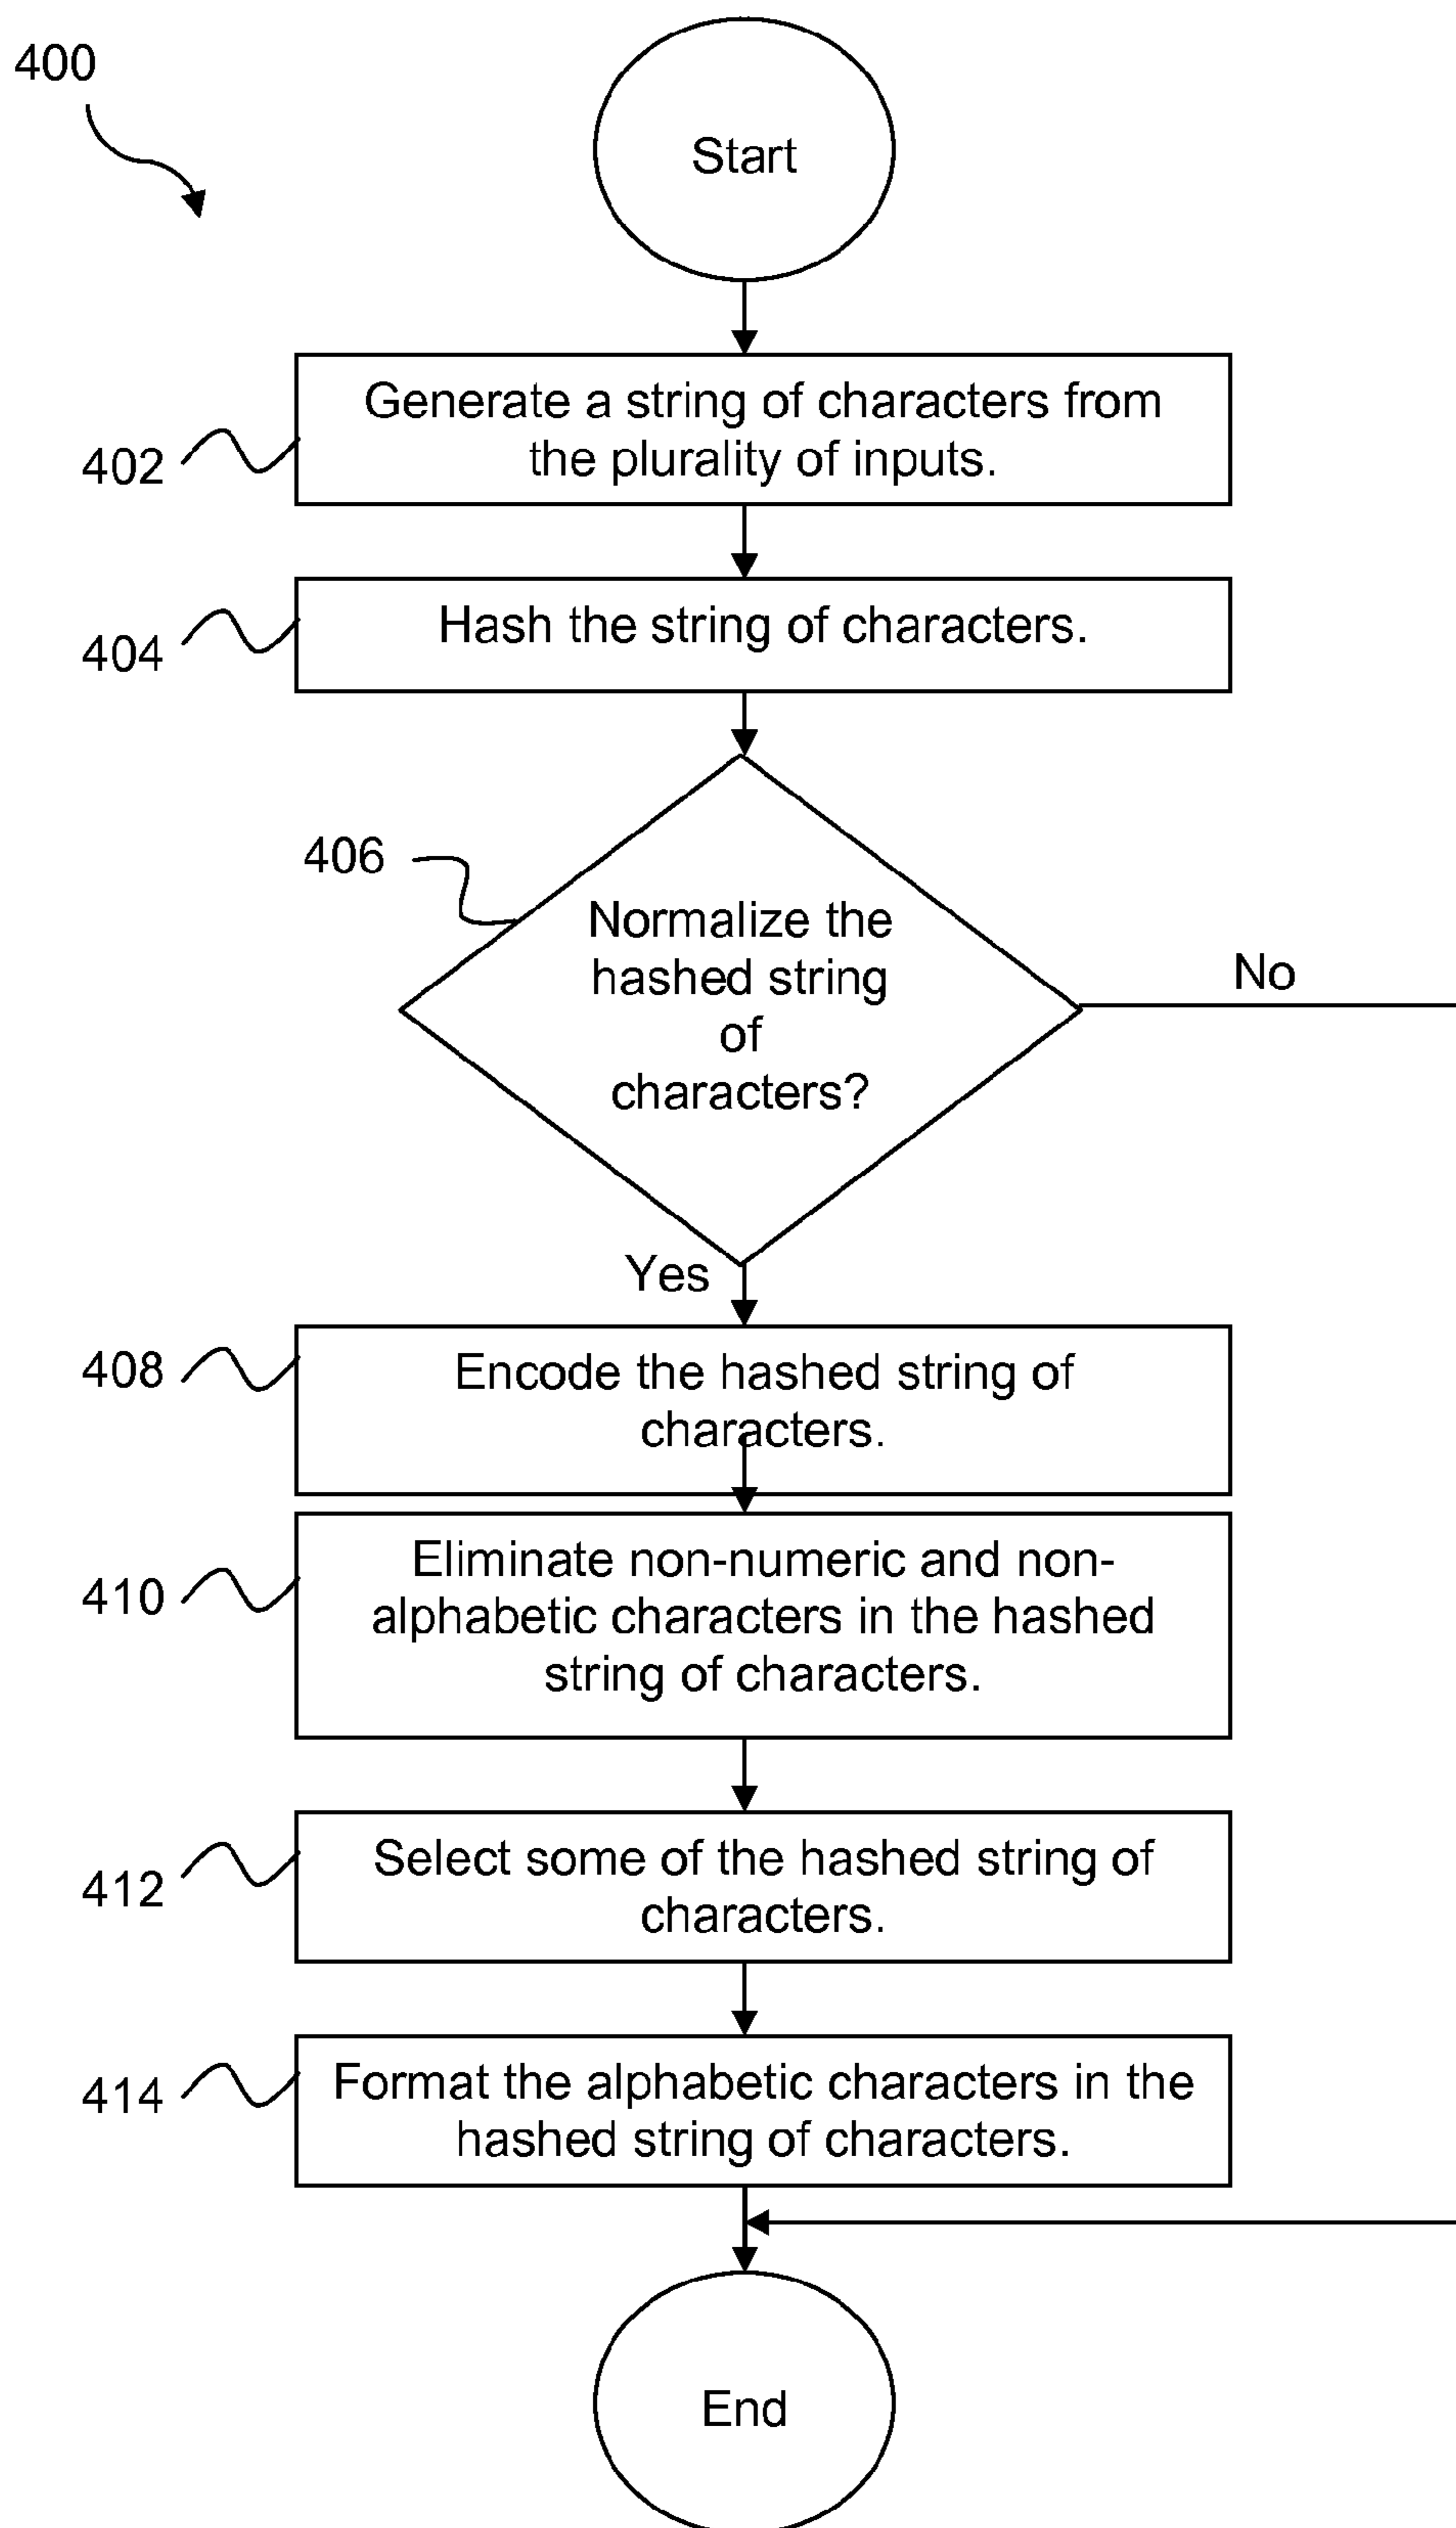 400
Start
Generate a string of characters from
the plurality of inputs.
402
Hash the string of characters.
404
406
Normalize the
hashed string
of
characters?
No
Yes
408
Encode the hashed string of
characters.
Eliminate non-numeric and non-
alphabetic characters in the hashed
string of characters.
410
Select some of the hashed string of
characters.
412
Format the alphabetic characters in the
hashed string of characters.
414
End